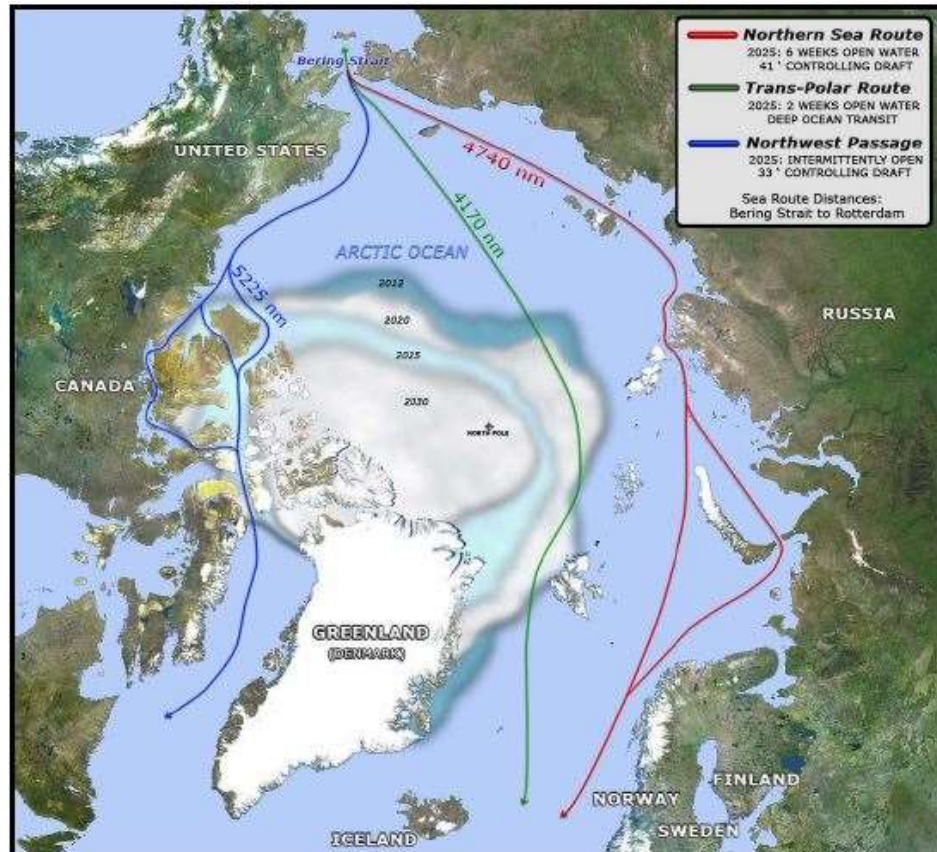 Northern Sea Route
2025: 6 WEEKS OPEN WATER
41' CONTROLLING DRAFT
Trans-Polar Route
2025: 2 WEEKS OPEN WATER
DEEP OCEAN TRANSIT
Northwest Passage
2025: INTERMITTENTLY OPEN
33' CONTROLLING DRAFT
Sea Route Distances:
Bering Strait to Rotterdam
Bering Strait
UNITED STATES
4740 nm
4170 nm
5225 nm
ARCTIC OCEAN
2012
2020
2025
2030
NORTH POLE
RUSSIA
CANADA
GREENLAND
(DENMARK)
ICELAND
NORWAY
SWEDEN
FINLAND